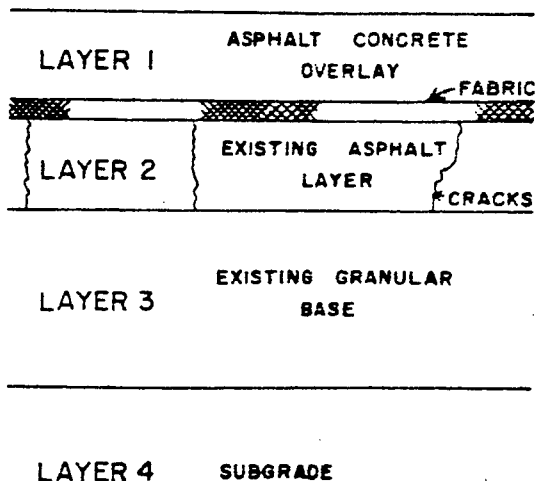 LAYER 1
ASPHALT CONCRETE
OVERLAY
FABRIC
LAYER 2
EXISTING ASPHALT
LAYER
CRACKS
LAYER 3
EXISTING GRANULAR
BASE
LAYER 4
SUBGRADE